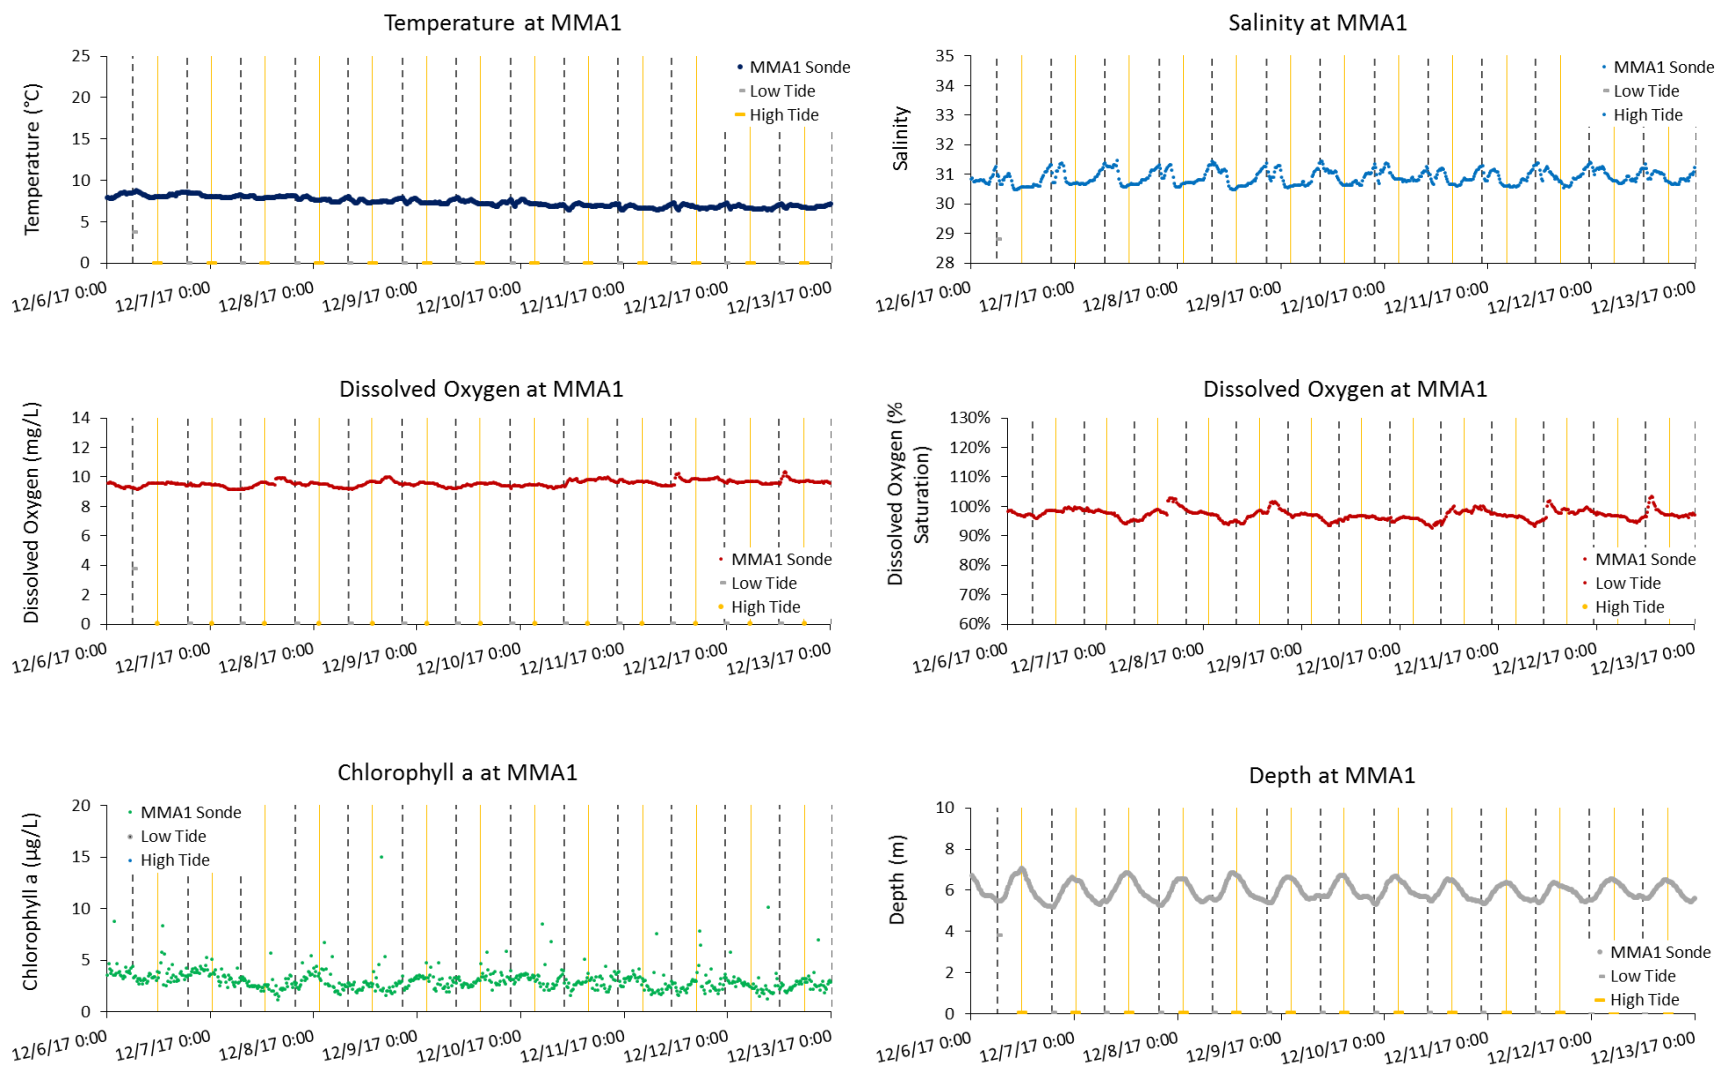 Temperature at MMA1
Temperature (°C)
25
20
15
10
5
0
MMA1 Sonde
Low Tide
High Tide
12/6/17 0:00
12/7/17 0:00
12/8/17 0:00
12/9/17 0:00
12/10/17 0:00
12/11/17 0:00
12/12/17 0:00
12/13/17 0:00
Salinity at MMA1
Salinity
35
34
33
32
31
30
29
28
MMA1 Sonde
Low Tide
High Tide
12/6/17 0:00
12/7/17 0:00
12/8/17 0:00
12/9/17 0:00
12/10/17 0:00
12/11/17 0:00
12/12/17 0:00
12/13/17 0:00
Dissolved Oxygen at MMA1
Dissolved Oxygen (mg/L)
14
12
10
8
6
4
2
0
MMA1 Sonde
Low Tide
High Tide
12/6/17 0:00
12/7/17 0:00
12/8/17 0:00
12/9/17 0:00
12/10/17 0:00
12/11/17 0:00
12/12/17 0:00
12/13/17 0:00
Dissolved Oxygen at MMA1
Dissolved Oxygen (%
Saturation)
130%
120%
110%
100%
90%
80%
70%
60%
MMA1 Sonde
Low Tide
High Tide
12/6/17 0:00
12/7/17 0:00
12/8/17 0:00
12/9/17 0:00
12/10/17 0:00
12/11/17 0:00
12/12/17 0:00
12/13/17 0:00
Chlorophyll a at MMA1
Chlorophyll a (µg/L)
20
15
10
5
0
MMA1 Sonde
Low Tide
High Tide
12/6/17 0:00
12/7/17 0:00
12/8/17 0:00
12/9/17 0:00
12/10/17 0:00
12/11/17 0:00
12/12/17 0:00
12/13/17 0:00
Depth at MMA1
Depth (m)
10
8
6
4
2
0
MMA1 Sonde
Low Tide
High Tide
12/6/17 0:00
12/7/17 0:00
12/8/17 0:00
12/9/17 0:00
12/10/17 0:00
12/11/17 0:00
12/12/17 0:00
12/13/17 0:00